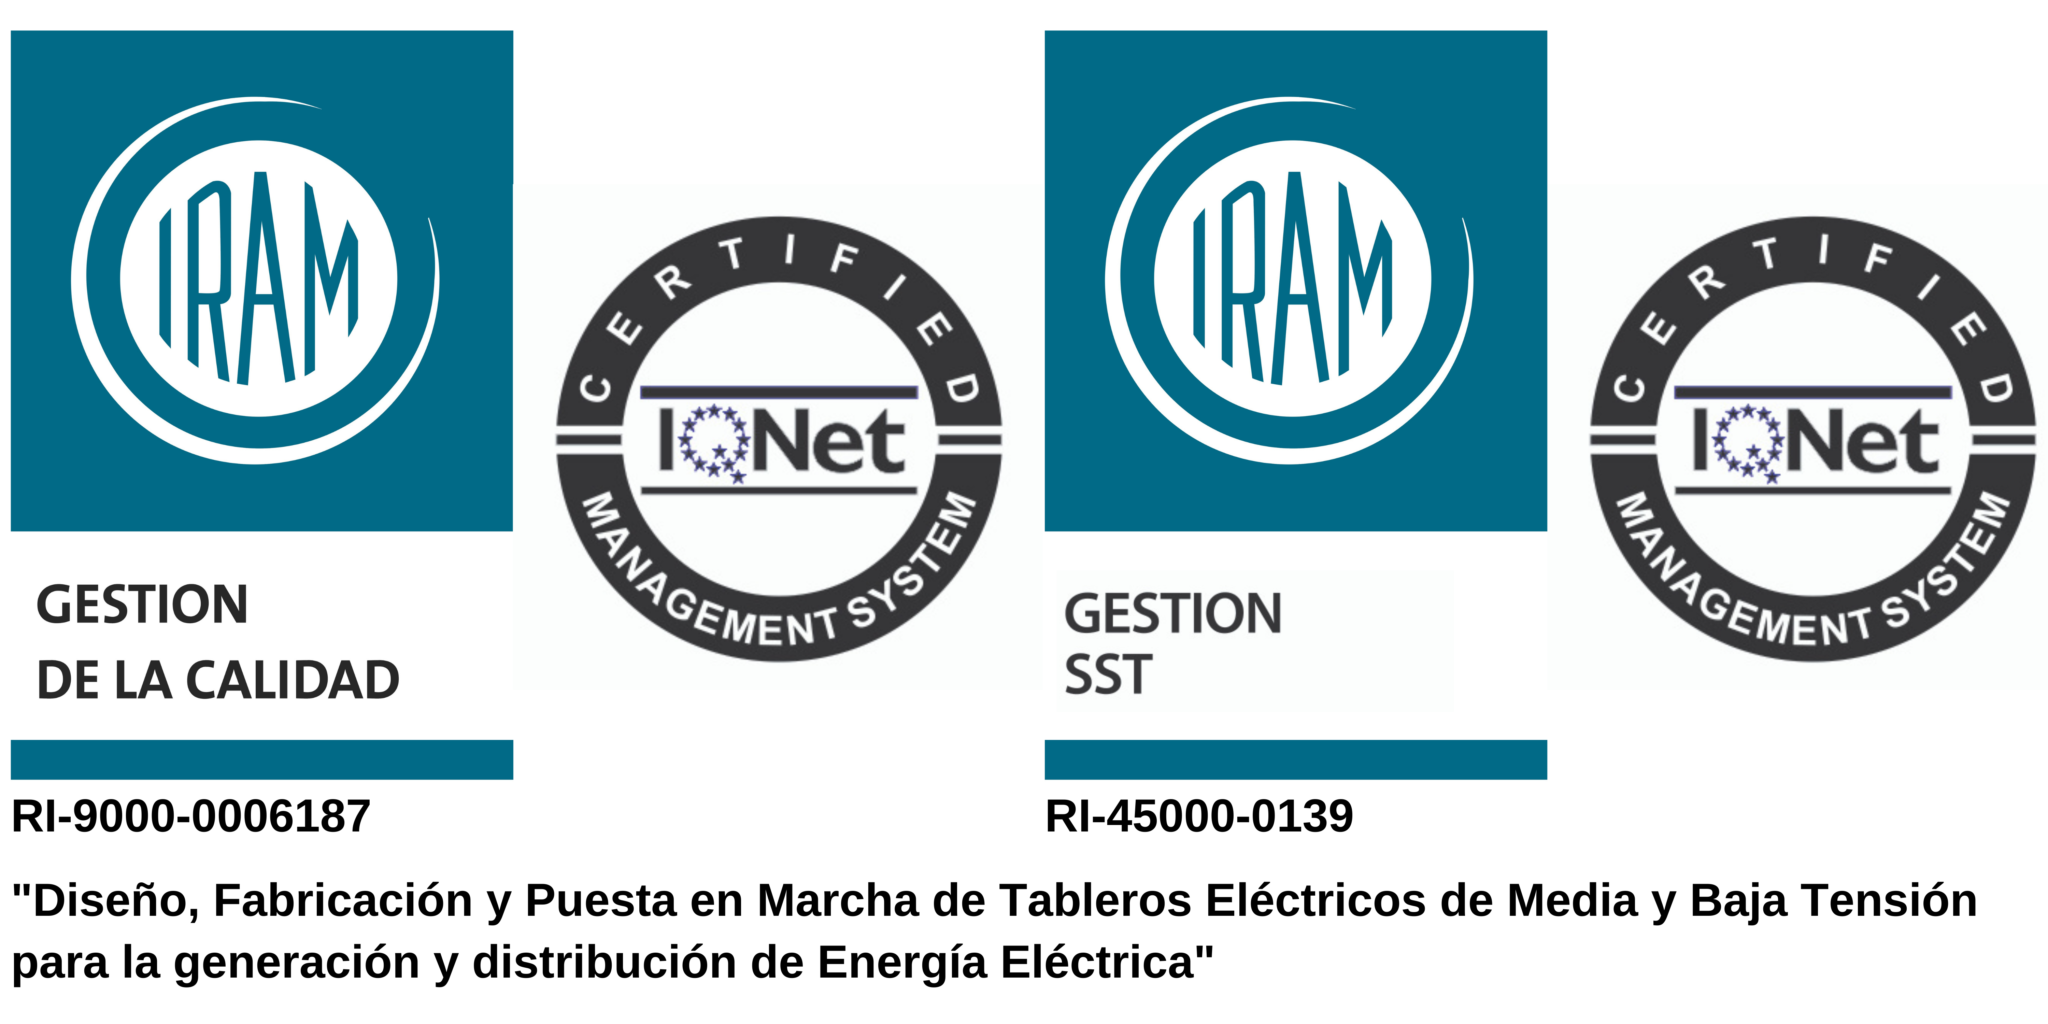 IRAM
CERTIFIED
IQNet
MANAGEMENT SYSTEM
GESTION
DE LA CALIDAD
RI-9000-0006187
IRAM
CERTIFIED
IQNet
MANAGEMENT SYSTEM
GESTION
SST
RI-45000-0139
"Diseño, Fabricación y Puesta en Marcha de Tableros Eléctricos de Media y Baja Tensión
para la generación y distribución de Energía Eléctrica"